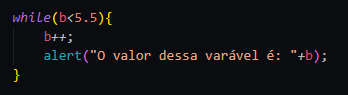 while(b<5.5){
b++;
alert("O valor dessa varável é: "+b);
}